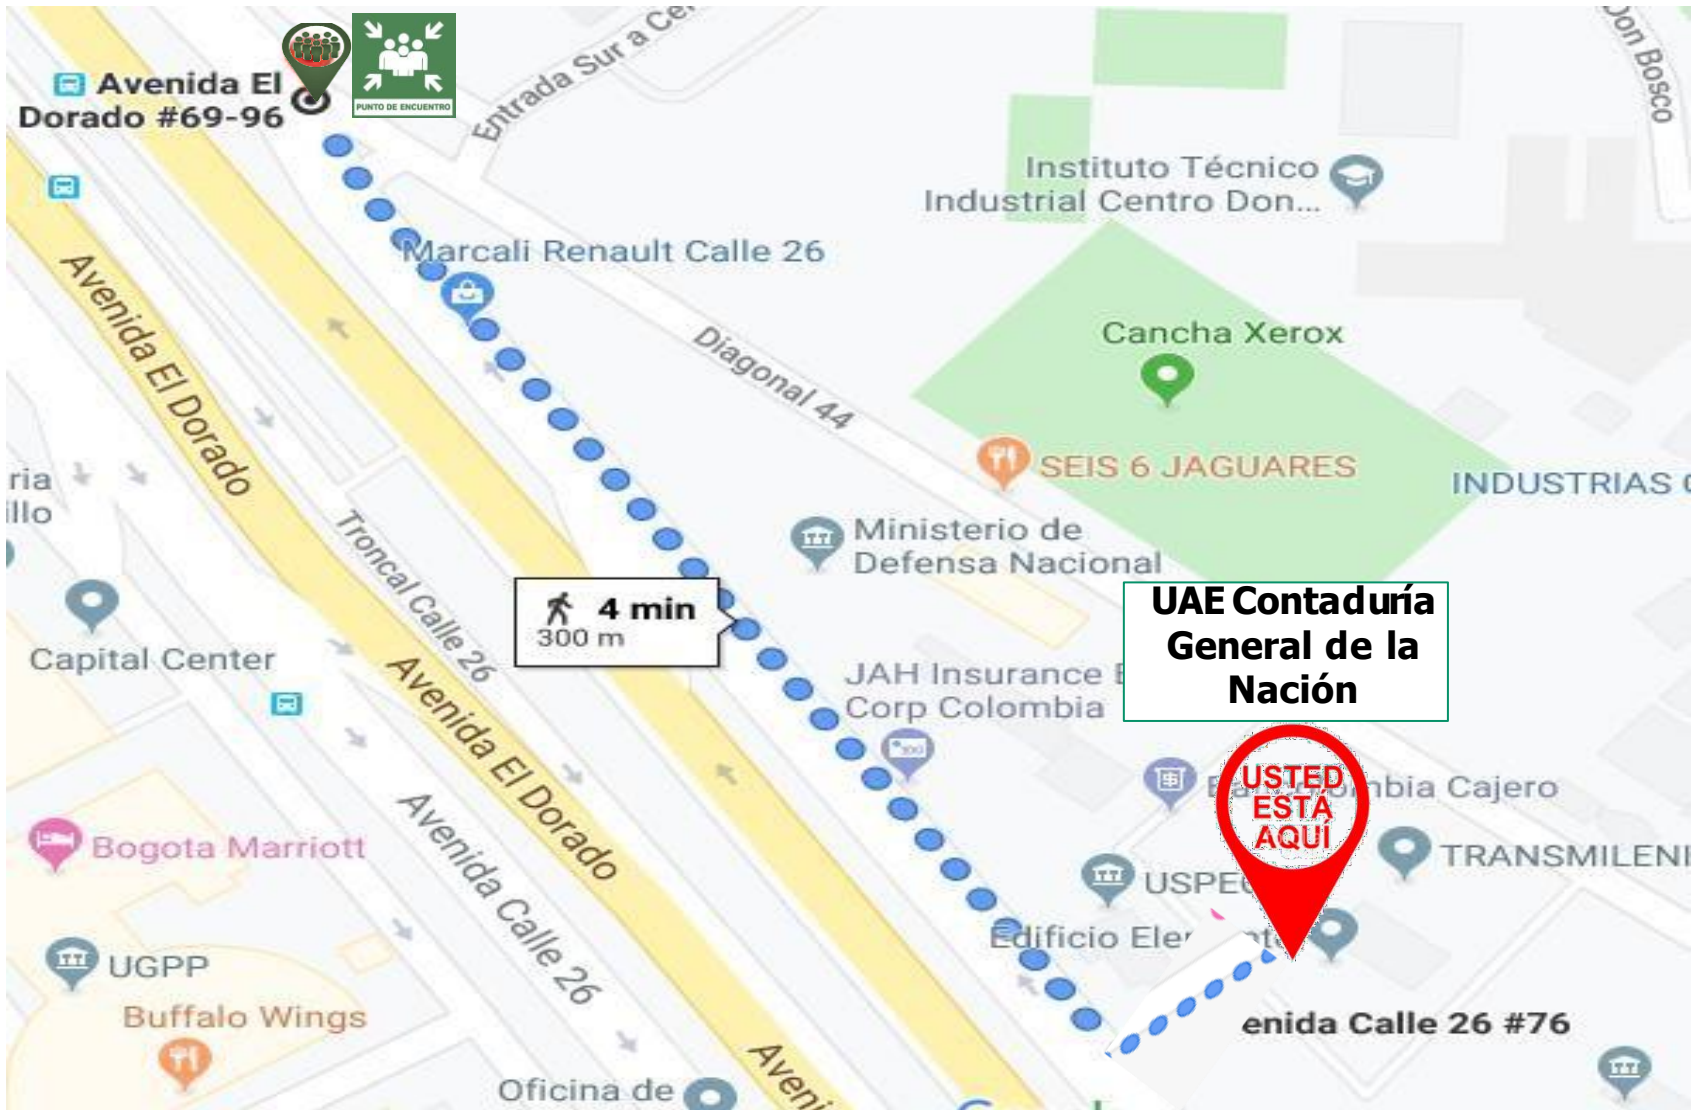 Avenida El
Dorado #69-96
PUNTO DE ENCUENTRO
Entrada Sur a
Don Bosco
Instituto Técnico
Industrial Centro Don...
Marcali Renault Calle 26
Avenida El Dorado
Diagonal 44
Cancha Xerox
SEIS 6 JAGUARES
INDUSTRIAS
ria
illo
Troncal Calle 26
Ministerio de
Defensa Nacional
4 min
300 m
UAE Contaduría
General de la
Nación
Capital Center
Avenida El Dorado
JAH Insurance
Corp Colombia
USTED
ESTÁ
AQUÍ
Cajero
Avenida Calle 26
Bogota Marriott
TRANSMILENI
USPE
Edificio
UGPP
Buffalo Wings
enida Calle 26 #76
Oficina de
Aveni